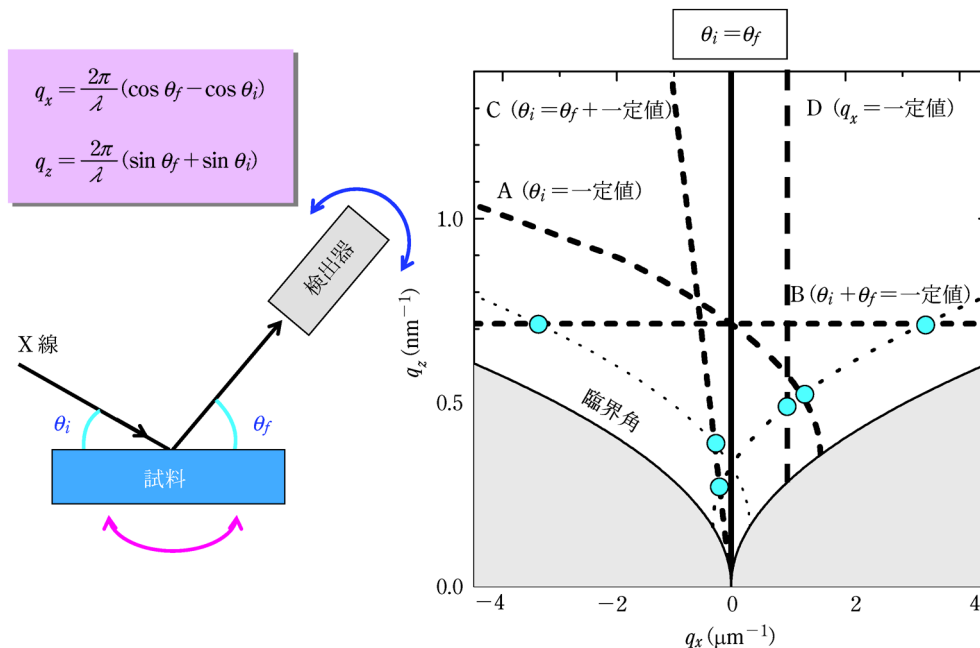 q_x = 2π/λ (cos θ_f − cos θ_i)
q_z = 2π/λ (sin θ_f + sin θ_i)
検出器
X 線
θ_i
θ_f
試料
θ_i = θ_f
C (θ_i = θ_f + 一定値)
D (q_x = 一定値)
A (θ_i = 一定値)
B (θ_i + θ_f = 一定値)
臨界角
1.0
0.5
0.0
q_z (nm⁻¹)
−4
−2
0
2
4
q_x (μm⁻¹)